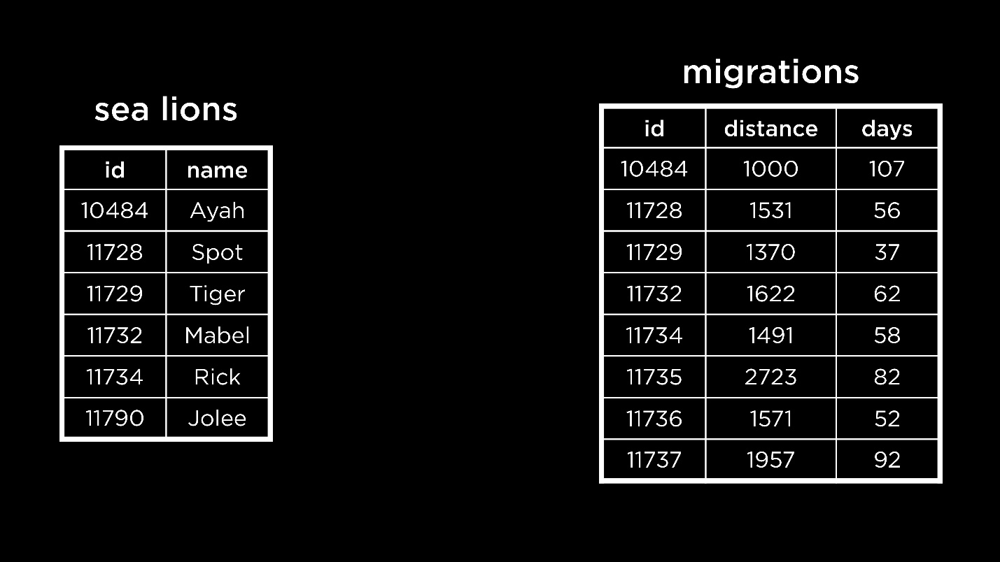 sea lions
id name
10484 Ayah
11728 Spot
11729 Tiger
11732 Mabel
11734 Rick
11790 Jolee
migrations
id distance days
10484 1000 107
11728 1531 56
11729 1370 37
11732 1622 62
11734 1491 58
11735 2723 82
11736 1571 52
11737 1957 92